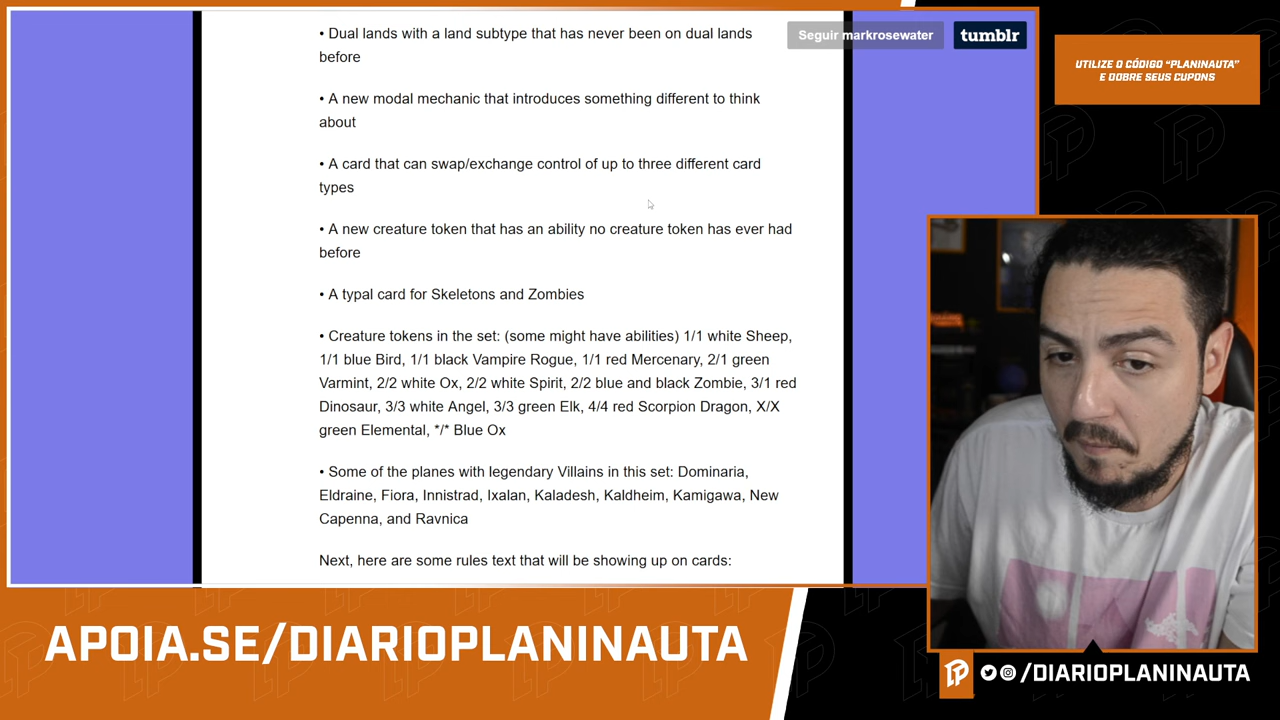 • Dual lands with a land subtype that has never been on dual lands
before
• A new modal mechanic that introduces something different to think
about
• A card that can swap/exchange control of up to three different card
types
• A new creature token that has an ability no creature token has ever had
before
• A typal card for Skeletons and Zombies
• Creature tokens in the set: (some might have abilities) 1/1 white Sheep,
1/1 blue Bird, 1/1 black Vampire Rogue, 1/1 red Mercenary, 2/1 green
Varmint, 2/2 white Ox, 2/2 white Spirit, 2/2 blue and black Zombie, 3/1 red
Dinosaur, 3/3 white Angel, 3/3 green Elk, 4/4 red Scorpion Dragon, X/X
green Elemental, */* Blue Ox
• Some of the planes with legendary Villains in this set: Dominaria,
Eldraine, Fiora, Innistrad, Ixalan, Kaladesh, Kaldheim, Kamigawa, New
Capenna, and Ravnica
Next, here are some rules text that will be showing up on cards:
Seguir markrosewater
tumblr
UTILIZE O CÓDIGO “PLANINAUTA”
E DOBRE SEUS CUPONS
APOIA.SE/DIARIOPLANINAUTA
/DIARIOPLANINAUTA